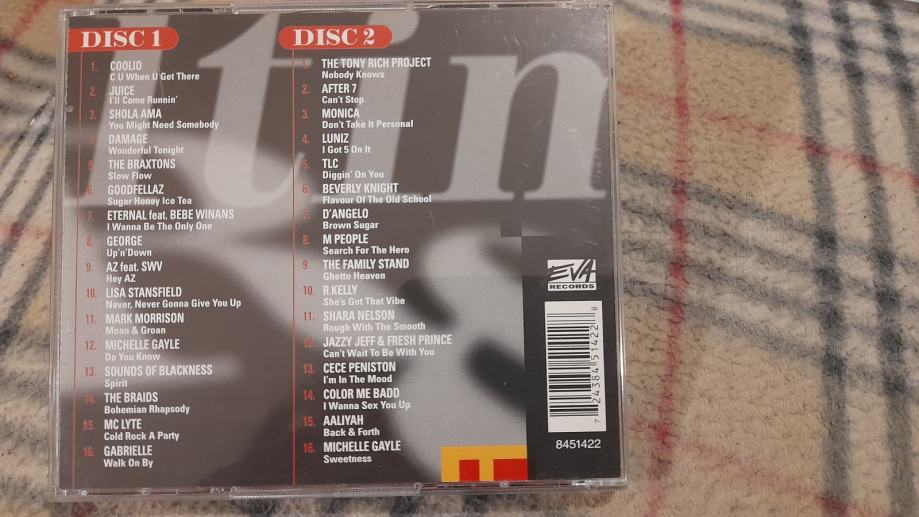 DISC 1
1. COOLIO
C U When U Get There
2. JUICE
I'll Come Runnin'
3. SHOLA AMA
You Might Need Somebody
4. DAMAGE
Wonderful Tonight
5. THE BRAXTONS
Slow Flow
6. GOODFELLAZ
Sugar Honey Ice Tea
7. ETERNAL feat. BEBE WINANS
I Wanna Be The Only One
8. GEORGE
Up'n'Down
9. AZ feat. SWV
Hey AZ
10. LISA STANSFIELD
Never, Never Gonna Give You Up
11. MARK MORRISON
Moan & Groan
12. MICHELLE GAYLE
Do You Know
13. SOUNDS OF BLACKNESS
Spirit
14. THE BRAIDS
Bohemian Rhapsody
15. MC LYTE
Cold Rock A Party
16. GABRIELLE
Walk On By
DISC 2
1. THE TONY RICH PROJECT
Nobody Knows
2. AFTER 7
Can't Stop
3. MONICA
Don't Take It Personal
4. LUNIZ
I Got 5 On It
5. TLC
Diggin' On You
6. BEVERLY KNIGHT
Flavour Of The Old School
7. D'ANGELO
Brown Sugar
8. M PEOPLE
Search For The Hero
9. THE FAMILY STAND
Ghetto Heaven
10. R.KELLY
She's Got That Vibe
11. SHARA NELSON
Rough With The Smooth
12. JAZZY JEFF & FRESH PRINCE
Can't Wait To Be With You
13. CECE PENISTON
I'm In The Mood
14. COLOR ME BADD
I Wanna Sex You Up
15. AALIYAH
Back & Forth
16. MICHELLE GAYLE
Sweetness
EVA
RECORDS
7 24384 51422 8
8451422